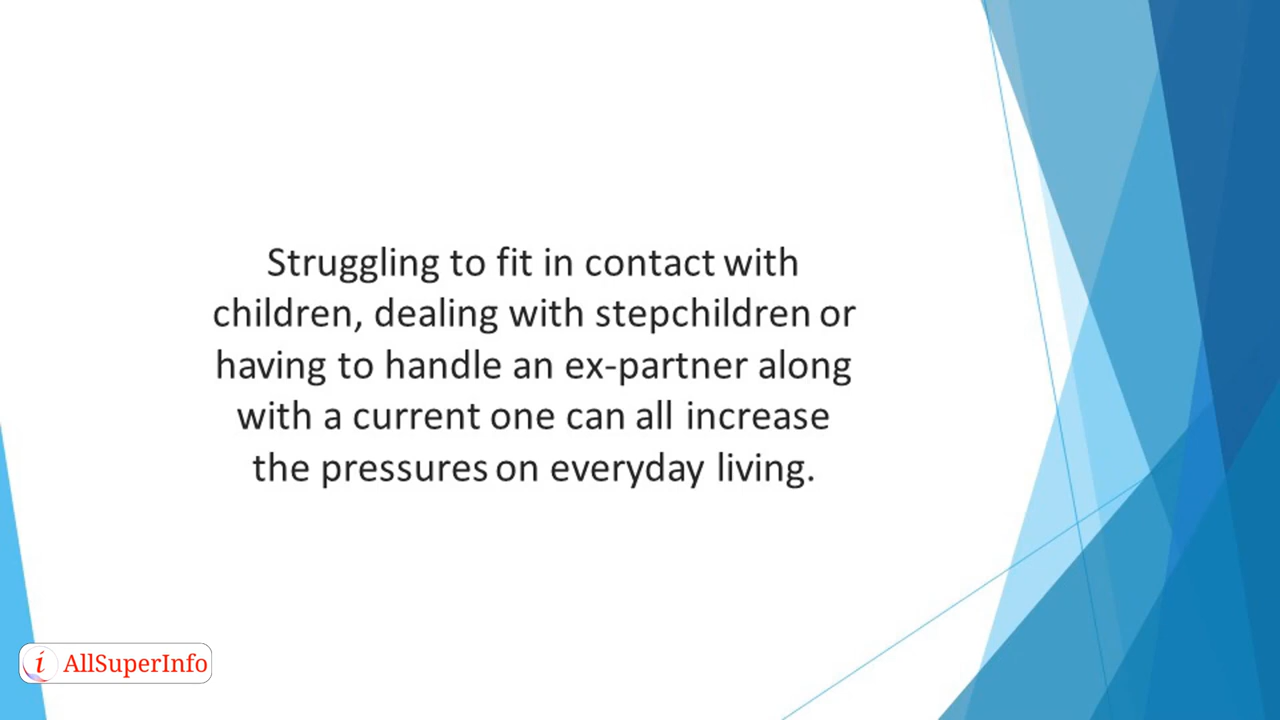 Struggling to fit in contact with
children, dealing with stepchildren or
having to handle an ex-partner along
with a current one can all increase
the pressures on everyday living.
i AllSuperInfo